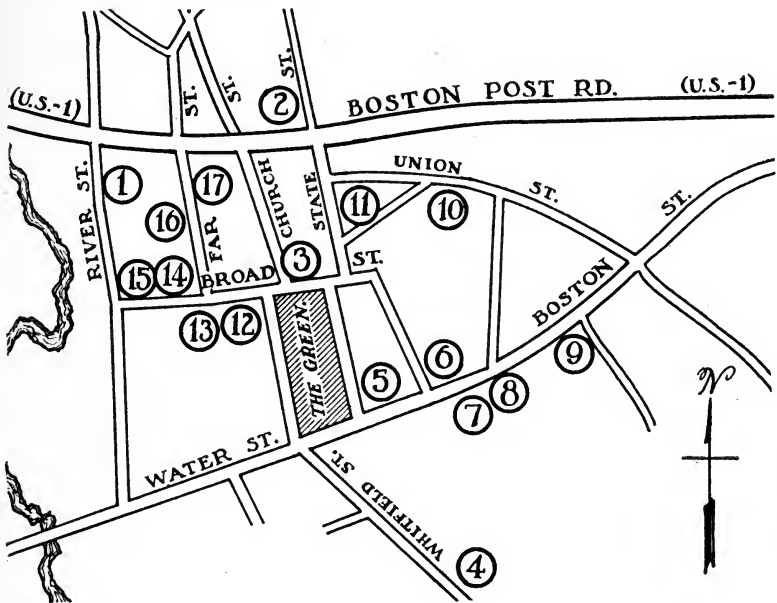 (U.S.-1)
BOSTON POST RD.
(U.S.-1)
ST.
ST.
ST.
2
UNION
ST.
RIVER ST.
1
16
17
FAR
CHURCH
STATE
11
10
ST.
15
14
BROAD
3
ST.
BOSTON
13
12
THE GREEN.
5
6
7
8
9
N
WATER ST.
WHITFIELD ST.
4